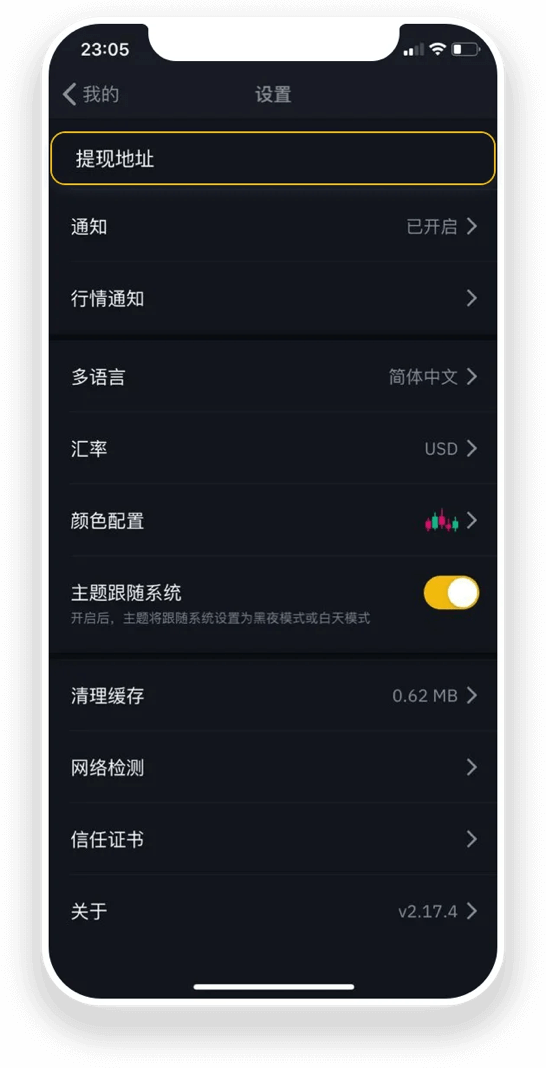 23:05
我的
设置
提现地址
通知 已开启
行情通知
多语言 简体中文
汇率 USD
颜色配置
主题跟随系统
开启后，主题将跟随系统设置为黑夜模式或白天模式
清理缓存 0.62 MB
网络检测
信任证书
关于 v2.17.4